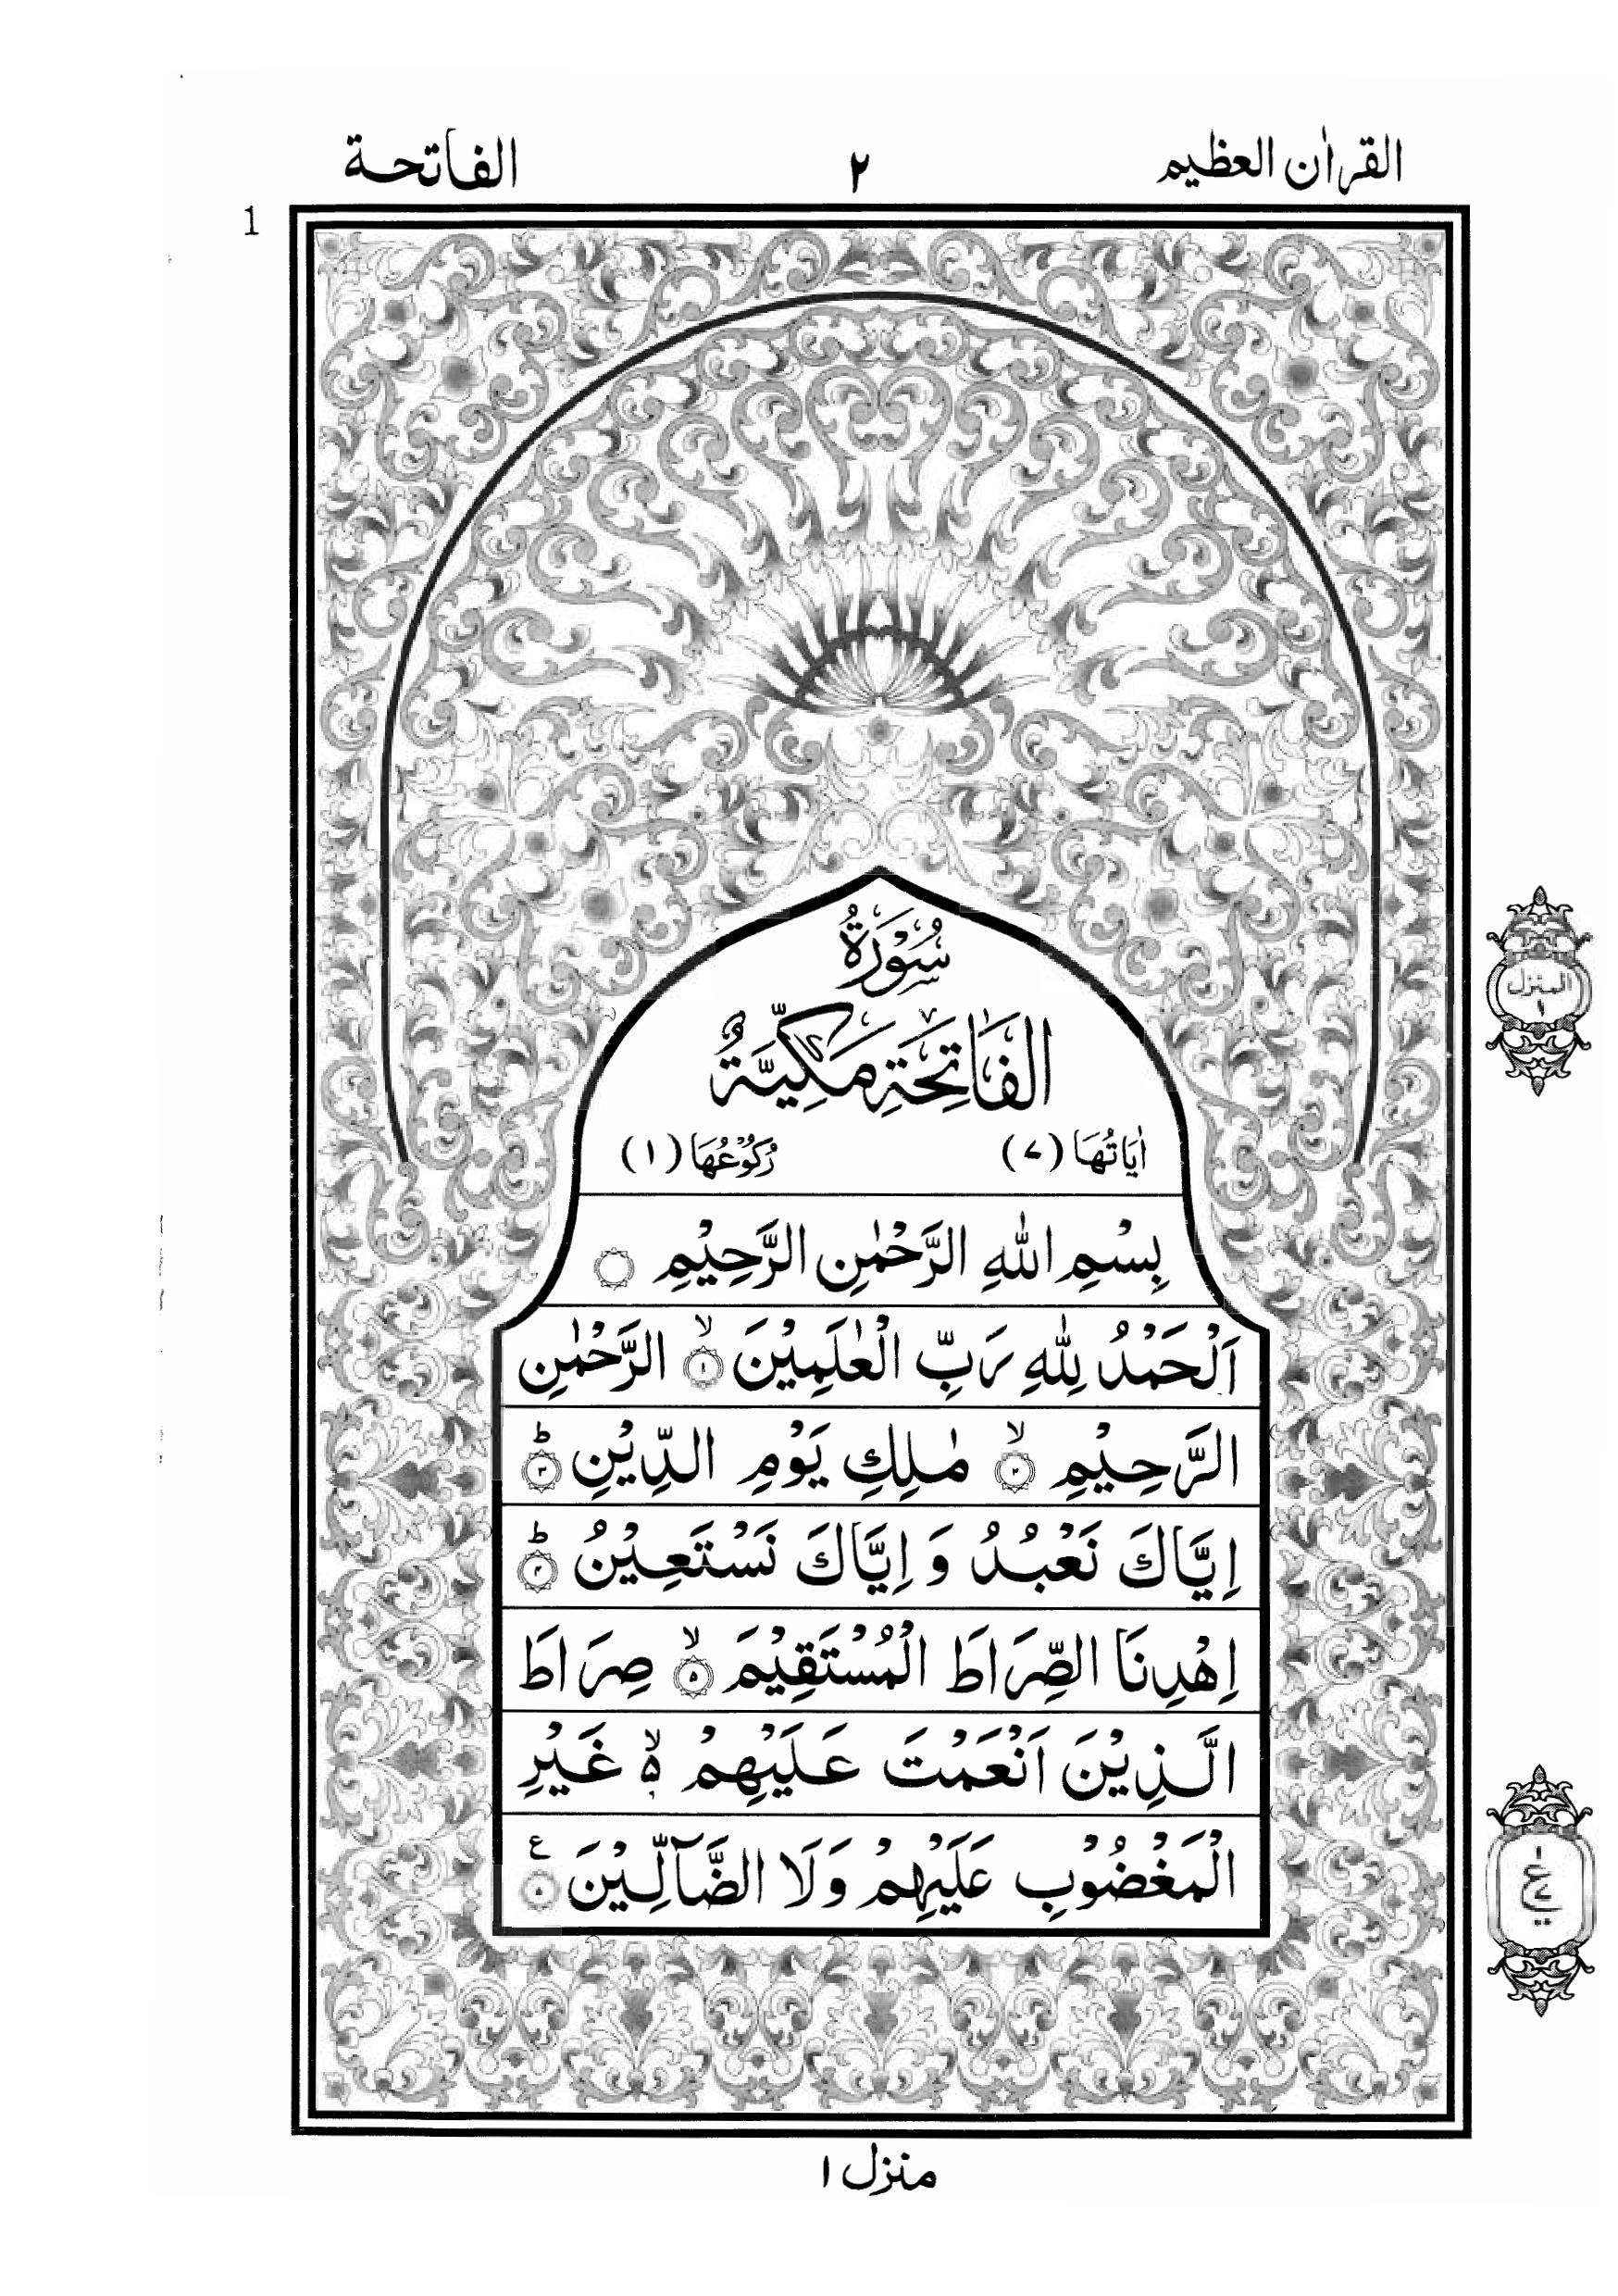 القرآن العظيم
٢
الفاتحة
1
سُوْرَةُ
الْفَاتِحَةِ مَكِّيَّةٌ
اٰيَاتُهَا (٧)
رُكُوْعُهَا (١)
المنزل
١
بِسْمِ اللّٰهِ الرَّحْمٰنِ الرَّحِيْمِ
اَلْحَمْدُ لِلّٰهِ رَبِّ الْعٰلَمِيْنَ ۙ﴿١﴾ الرَّحْمٰنِ
الرَّحِيْمِ ۙ﴿٢﴾ مٰلِكِ يَوْمِ الدِّيْنِ ؕ﴿٣﴾
اِيَّاكَ نَعْبُدُ وَ اِيَّاكَ نَسْتَعِيْنُ ؕ﴿٤﴾
اِهْدِنَا الصِّرَاطَ الْمُسْتَقِيْمَ ۙ﴿٥﴾ صِرَاطَ
الَّذِيْنَ اَنْعَمْتَ عَلَيْهِمْ ۙ۬ غَيْرِ
الْمَغْضُوْبِ عَلَيْهِمْ وَلَا الضَّآلِّيْنَ ع
١
ع
٧
منزل ١